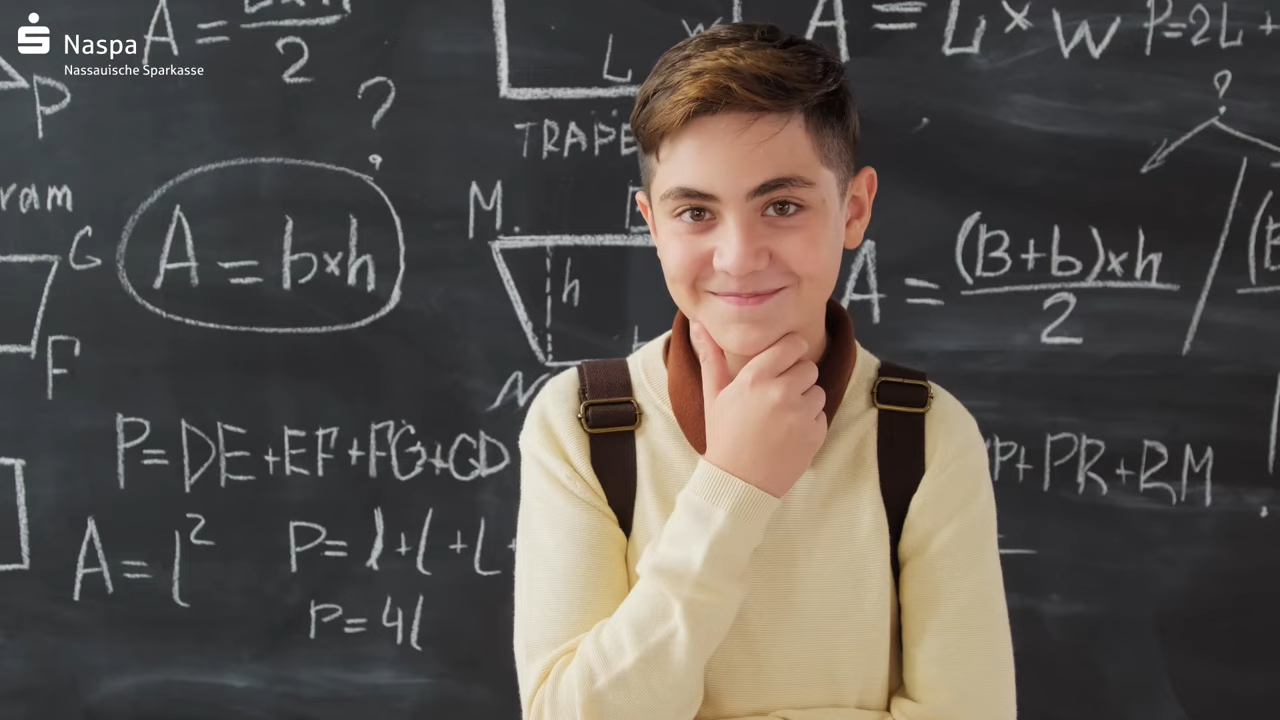 Naspa
Nassauische Sparkasse
A = b×h
2
L
W
A = L × W
P=2L +
P
?
?
TRAPE
ram
M
G
A = b×h
h
A = (B+b)×h
2
F
N
P=DE+EF+FG+GD
P+PR+RM
A = l²
P= l+l+l+
P=4l